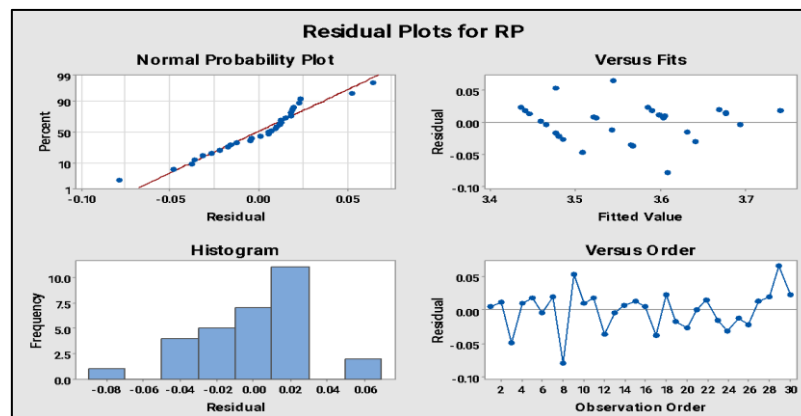 Residual Plots for RP
Normal Probability Plot
99
90
50
10
1
Percent
-0.10 -0.05 0.00 0.05
Residual
Versus Fits
0.05
0.00
-0.05
-0.10
Residual
3.4 3.5 3.6 3.7
Fitted Value
Histogram
10.0
7.5
5.0
2.5
0.0
Frequency
-0.08 -0.06 -0.04 -0.02 0.00 0.02 0.04 0.06
Residual
Versus Order
0.05
0.00
-0.05
-0.10
Residual
2 4 6 8 10 12 14 16 18 20 22 24 26 28 30
Observation Order